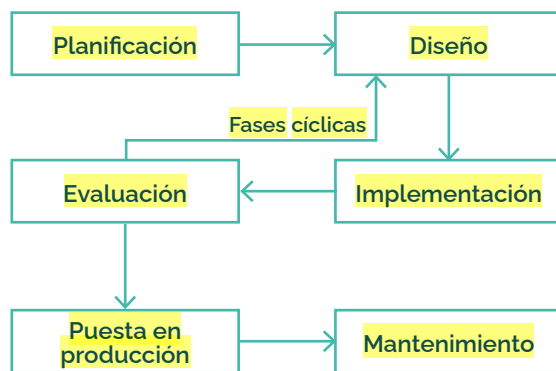 Planificación
Diseño
Fases cíclicas
Evaluación
Implementación
Puesta en
producción
Mantenimiento